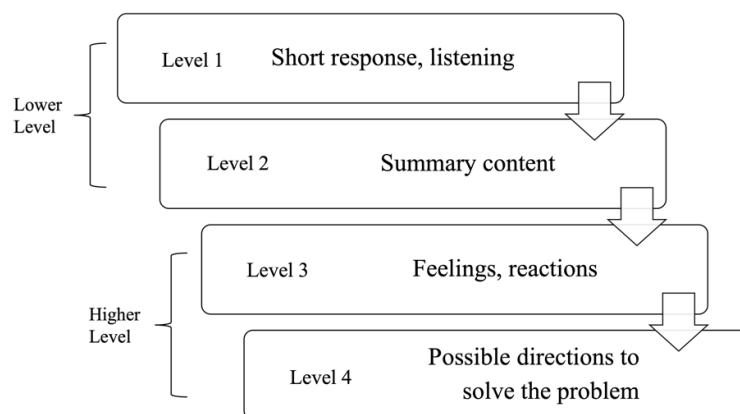 Level 1 Short response, listening
Lower
Level
Level 2 Summary content
Level 3 Feelings, reactions
Higher
Level
Level 4 Possible directions to
solve the problem